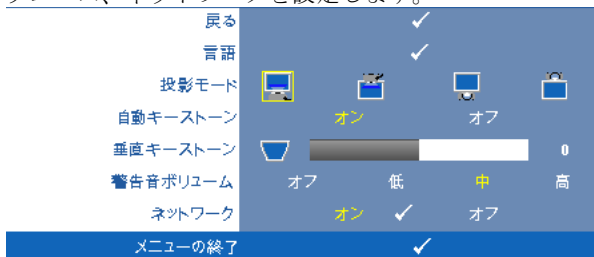 戻る
言語
投影モード
自動キーストーン オン オフ
垂直キーストーン 0
警告音ボリューム オフ 低 中 高
ネットワーク オン オフ
メニューの終了